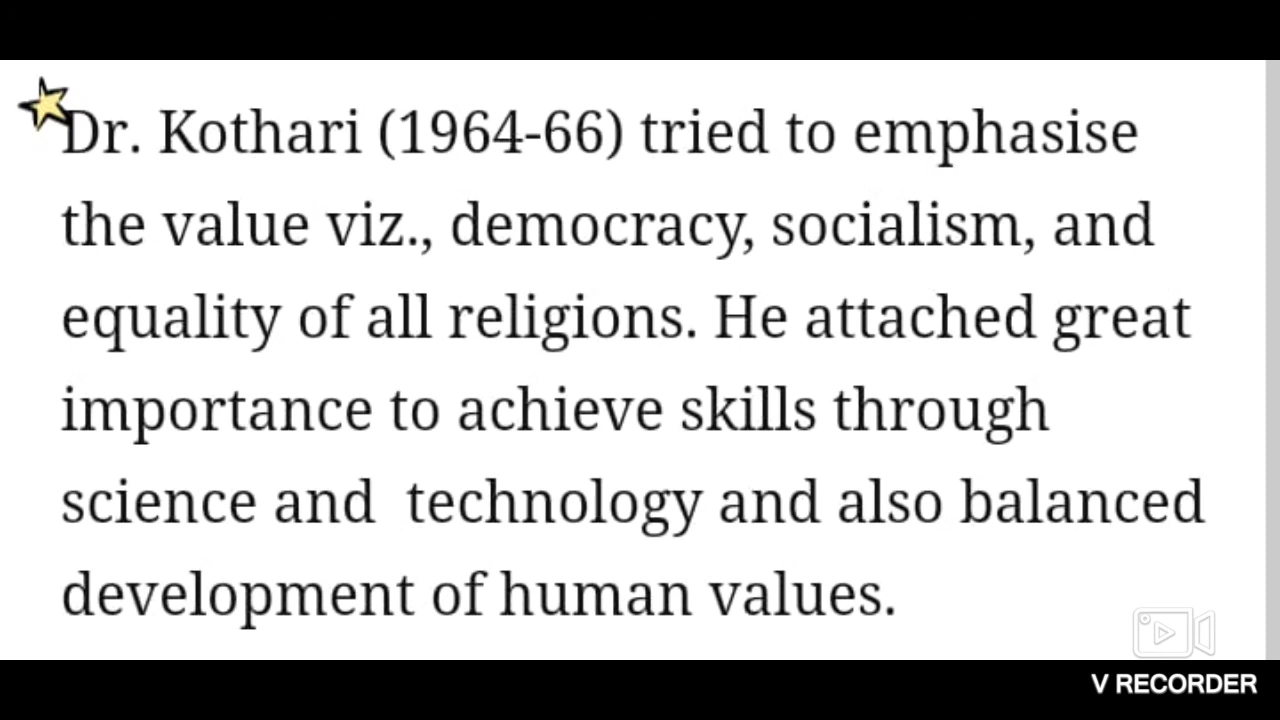 Dr. Kothari (1964-66) tried to emphasise
the value viz., democracy, socialism, and
equality of all religions. He attached great
importance to achieve skills through
science and  technology and also balanced
development of human values.
V RECORDER